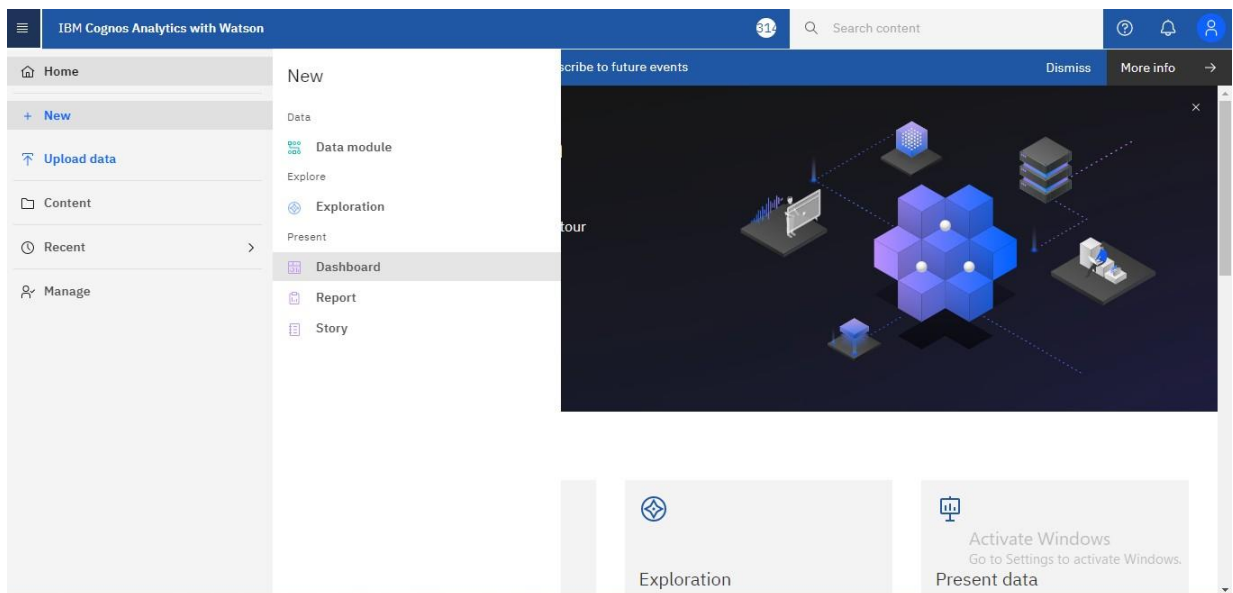 IBM Cognos Analytics with Watson
Search content
Home
New
Upload data
Content
Recent
Manage
New
Data
Data module
Explore
Exploration
Present
Dashboard
Report
Story
scribe to future events
Dismiss
More info
tour
Exploration
Present data
Activate Windows
Go to Settings to activate Windows.